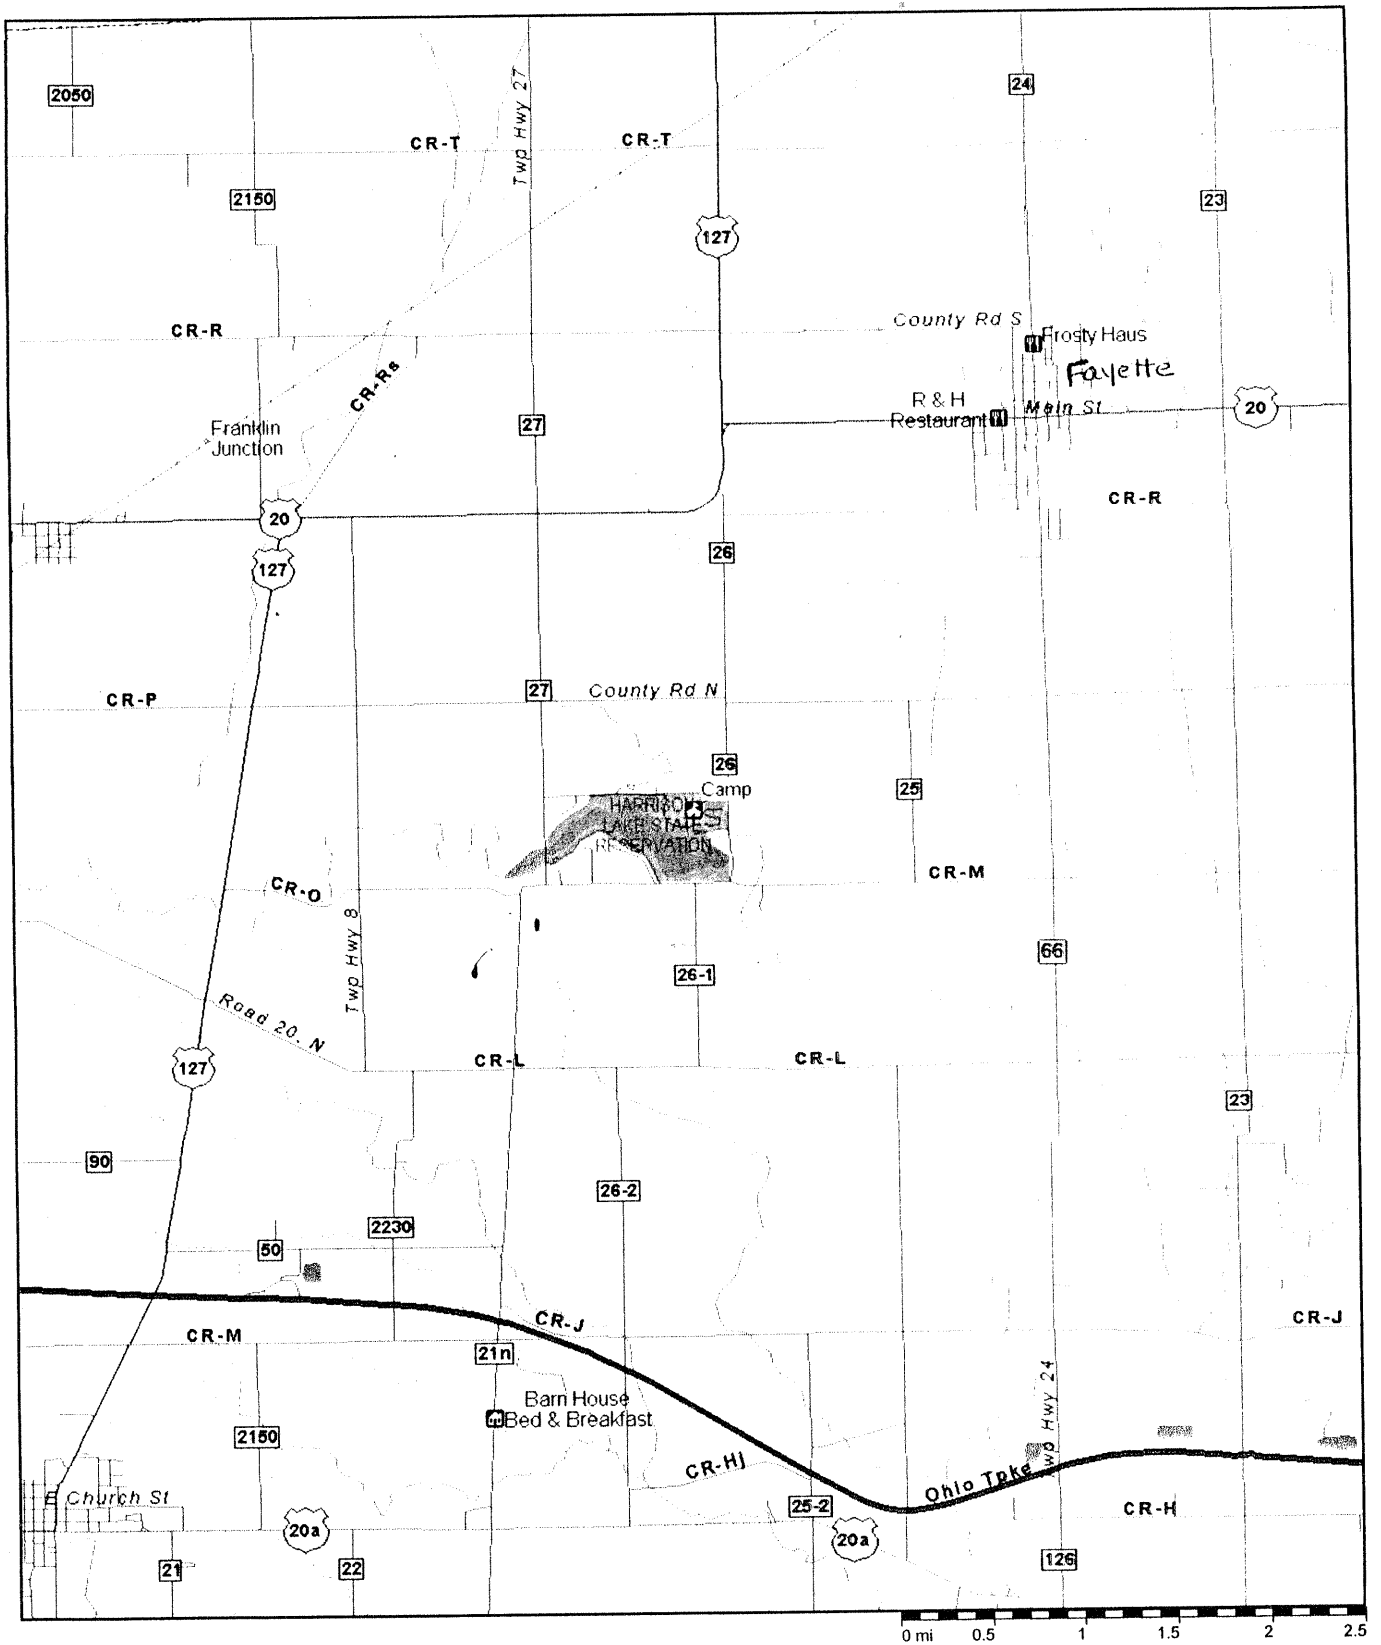 24
2050
Twp Hwy 27
CR-T
CR-T
2150
23
127
County Rd S
CR-R
Frosty Haus
Fayette
CR-Rs
R & H
Restaurant
Main St
20
27
Franklin
Junction
CR-R
20
26
127
27
County Rd N
CR-P
26
Camp
25
HARRISON
LAKE STATE
RESERVATION
CR-M
CR-O
Twp Hwy 8
66
26-1
Road 20. N
CR-L
CR-L
127
23
90
26-2
2230
50
CR-J
CR-J
CR-M
21n
Twp Hwy 24
Barn House
Bed & Breakfast
2150
CR-HJ
Ohio Tpke
E Church St
25-2
CR-H
20a
20a
126
21
22
0 mi 0.5 1 1.5 2 2.5